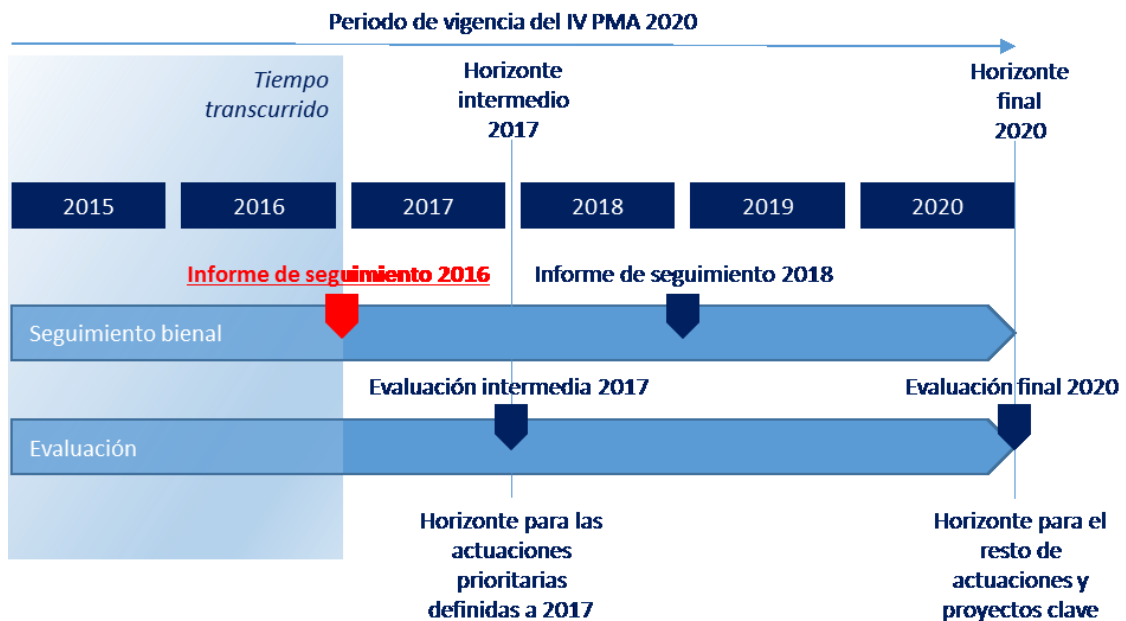 Periodo de vigencia del IV PMA 2020
Tiempo
transcurrido
Horizonte
intermedio
2017
Horizonte
final
2020
2015
2016
2017
2018
2019
2020
Informe de seguimiento 2016
Informe de seguimiento 2018
Seguimiento bienal
Evaluación intermedia 2017
Evaluación final 2020
Evaluación
Horizonte para las
actuaciones
prioritarias
definidas a 2017
Horizonte para el
resto de
actuaciones y
proyectos clave